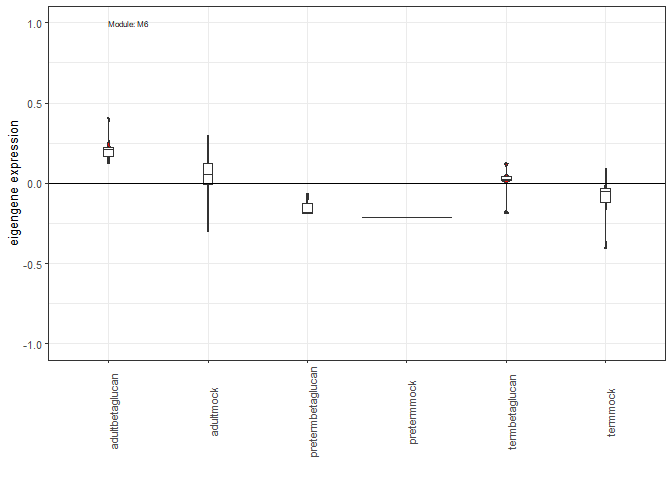 Module: M6
1.0
0.5
0.0
-0.5
-1.0
eigengene expression
adultbetaglucan
adultmock
pretermbetaglucan
pretermmock
termbetaglucan
termmock